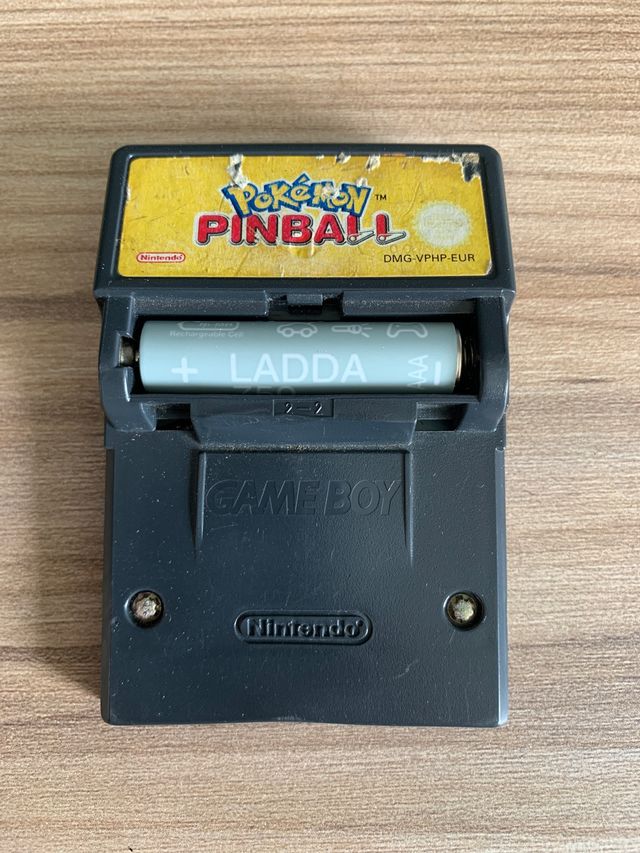 Pokémon™
PINBALL
Nintendo®
DMG-VPHP-EUR
Rechargeable Cell
+ LADDA
AAA
2-2
GAME BOY
Nintendo®